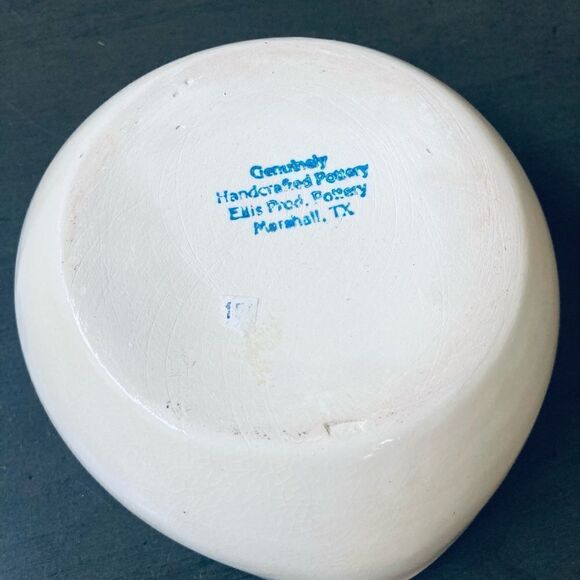 Genuinely
Handcrafted Pottery
Ellis Prod. Pottery
Marshall, TX